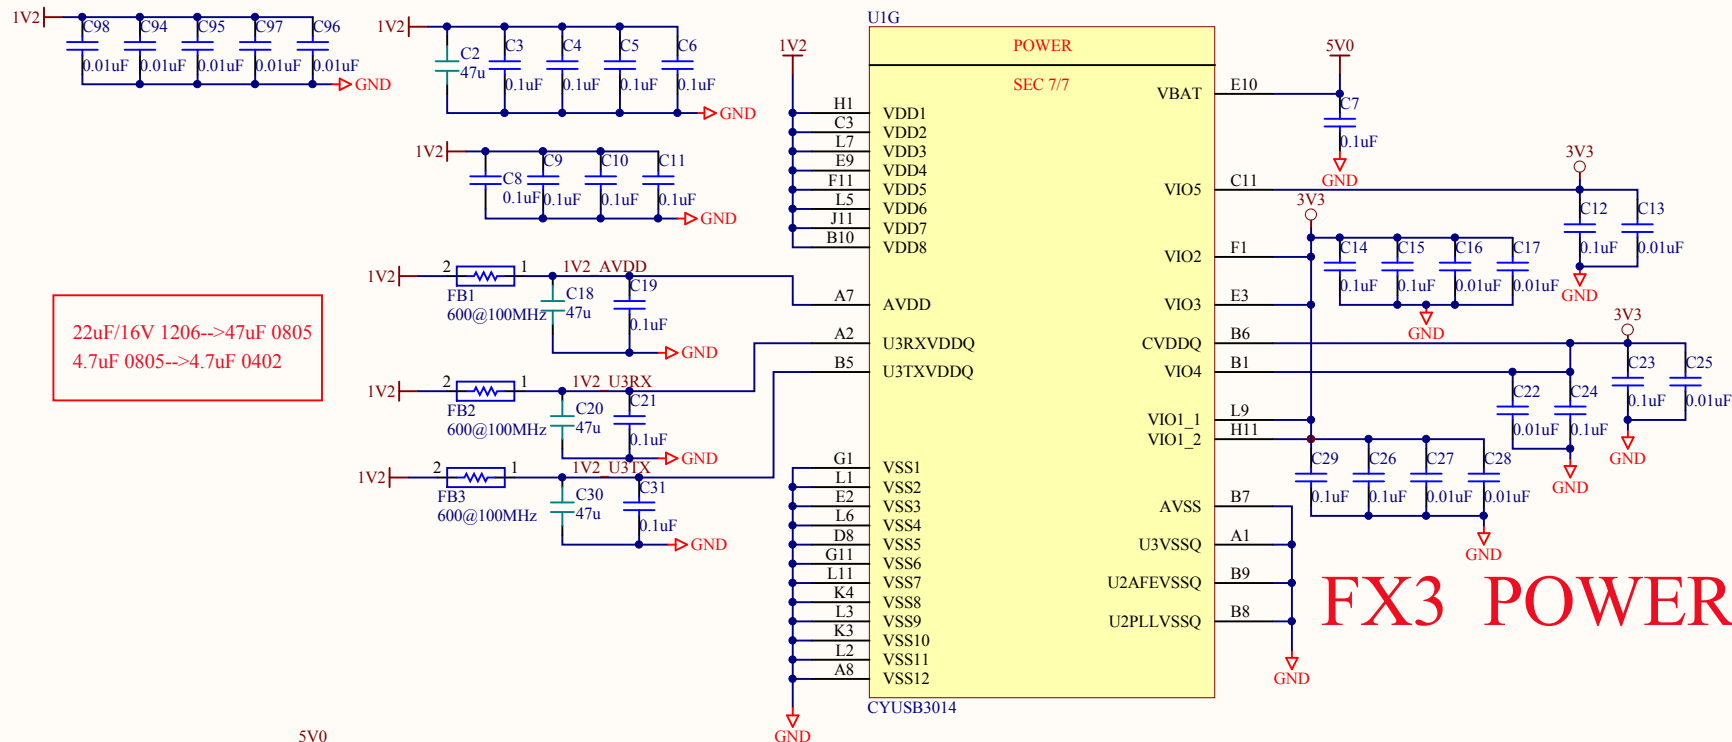 1V2
C98
C94
C95
C97
C96
0.01uF
0.01uF
0.01uF
0.01uF
0.01uF
GND
1V2
C2
47u
C3
C4
C5
C6
0.1uF
0.1uF
0.1uF
0.1uF
GND
1V2
C8
C9
C10
C11
0.1uF
0.1uF
0.1uF
0.1uF
GND
1V2
2
1
FB1
600@100MHz
1V2_AVDD
C18
47u
C19
0.1uF
GND
22uF/16V 1206-->47uF 0805
4.7uF 0805-->4.7uF 0402
1V2
2
1
FB2
600@100MHz
1V2_U3RX
C20
47u
C21
0.1uF
GND
1V2
2
1
FB3
600@100MHz
1V2_U3TX
C30
47u
C31
0.1uF
GND
5V0
U1G
POWER
SEC 7/7
1V2
H1 VDD1
C3 VDD2
L7 VDD3
E9 VDD4
F11 VDD5
L5 VDD6
J11 VDD7
B10 VDD8
A7 AVDD
A2 U3RXVDDQ
B5 U3TXVDDQ
G1 VSS1
L1 VSS2
E2 VSS3
L6 VSS4
D8 VSS5
G11 VSS6
L11 VSS7
K4 VSS8
L3 VSS9
K3 VSS10
L2 VSS11
A8 VSS12
GND
CYUSB3014
VBAT E10
VIO5 C11
VIO2 F1
VIO3 E3
CVDDQ B6
VIO4 B1
VIO1_1 L9
VIO1_2 H11
AVSS B7
U3VSSQ A1
U2AFEVSSQ B9
U2PLLVSSQ B8
GND
5V0
C7
0.1uF
GND
3V3
C12
C13
0.1uF
0.01uF
GND
3V3
C14
C15
C16
C17
0.1uF
0.1uF
0.01uF
0.01uF
GND
3V3
C23
C25
0.1uF
0.01uF
GND
C22
C24
0.01uF
0.1uF
GND
C29
C26
C27
C28
0.1uF
0.1uF
0.01uF
0.01uF
GND
FX3 POWER